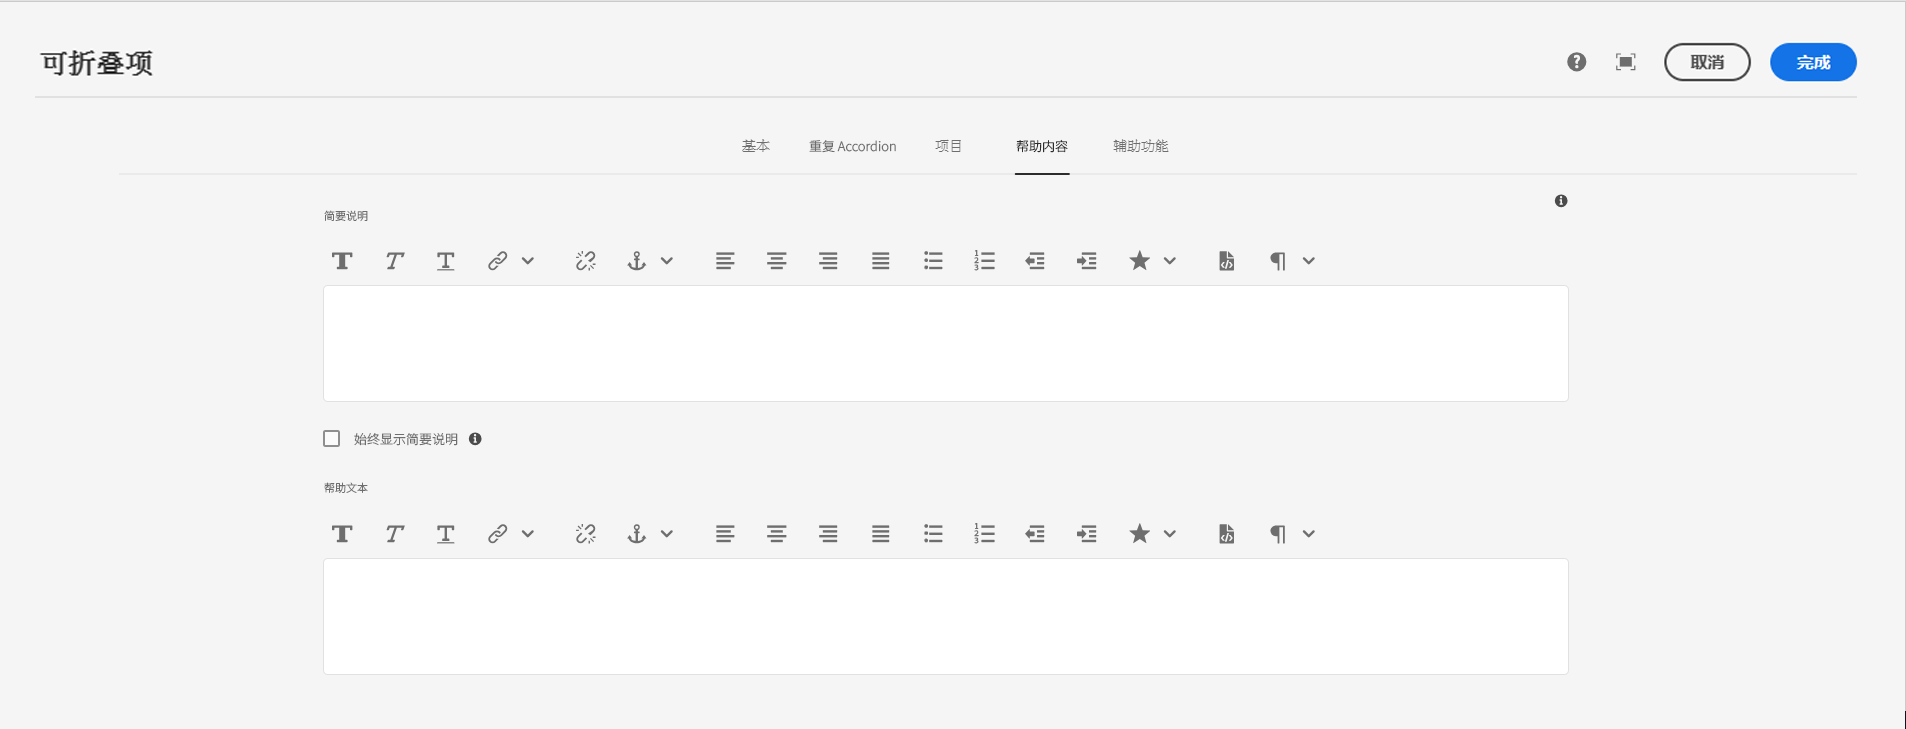 可折叠项
取消
完成
基本
重复 Accordion
项目
帮助内容
辅助功能
简要说明
始终显示简要说明
帮助文本